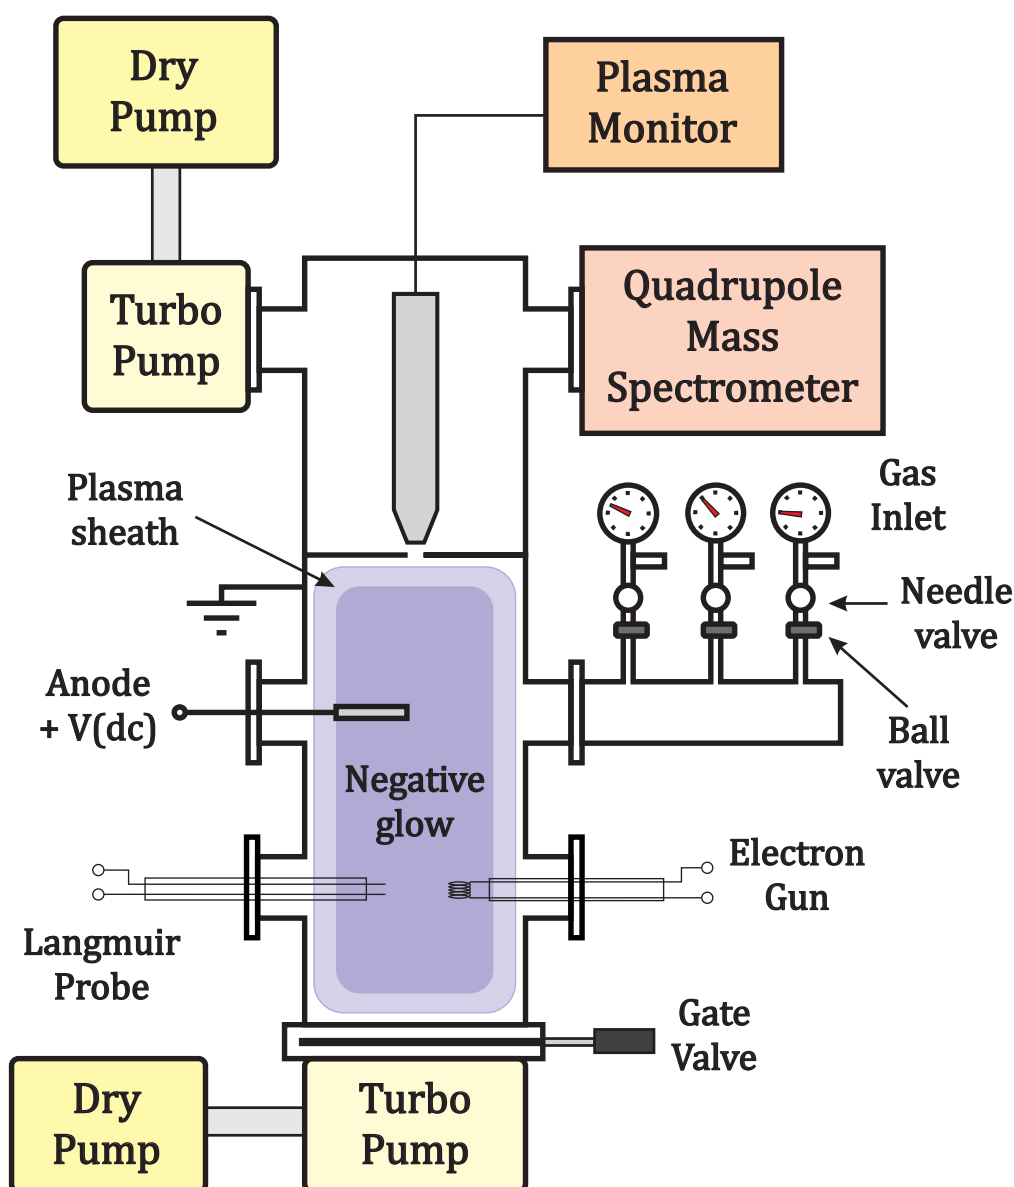 Dry
Pump
Plasma
Monitor
Turbo
Pump
Quadrupole
Mass
Spectrometer
Plasma
sheath
Gas
Inlet
Needle
valve
Anode
+ V(dc)
Ball
valve
Negative
glow
Electron
Gun
Langmuir
Probe
Gate
Valve
Dry
Pump
Turbo
Pump